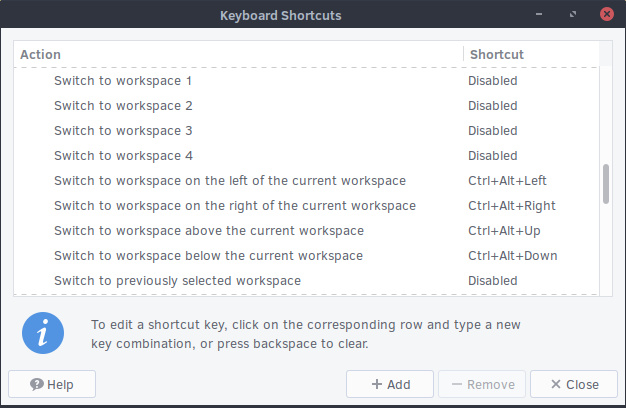 Keyboard Shortcuts
Action Shortcut
Switch to workspace 1 Disabled
Switch to workspace 2 Disabled
Switch to workspace 3 Disabled
Switch to workspace 4 Disabled
Switch to workspace on the left of the current workspace Ctrl+Alt+Left
Switch to workspace on the right of the current workspace Ctrl+Alt+Right
Switch to workspace above the current workspace Ctrl+Alt+Up
Switch to workspace below the current workspace Ctrl+Alt+Down
Switch to previously selected workspace Disabled
To edit a shortcut key, click on the corresponding row and type a new
key combination, or press backspace to clear.
Help Add Remove Close